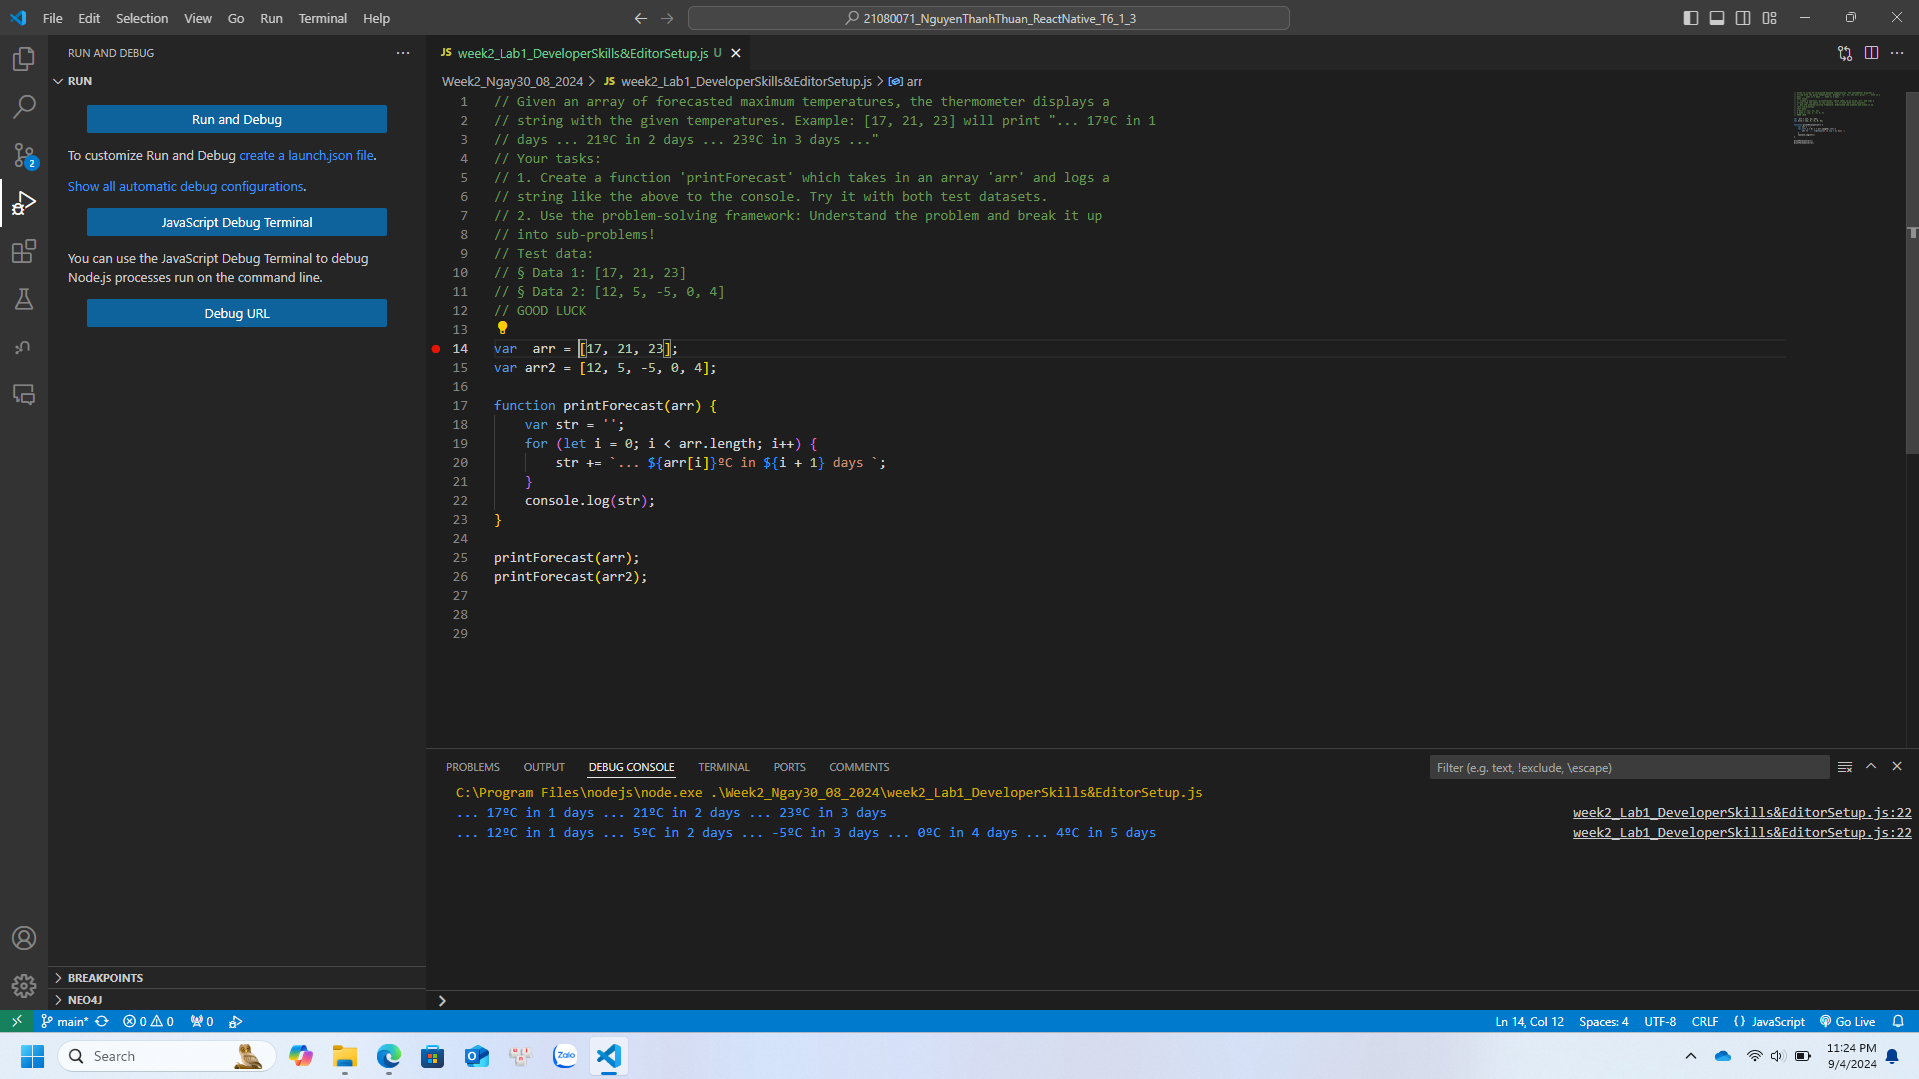 File Edit Selection View Go Run Terminal Help
21080071_NguyenThanhThuan_ReactNative_T6_1_3
RUN AND DEBUG
RUN
Run and Debug
To customize Run and Debug create a launch.json file.
Show all automatic debug configurations.
JavaScript Debug Terminal
You can use the JavaScript Debug Terminal to debug
Node.js processes run on the command line.
Debug URL
BREAKPOINTS
NEO4J
2
JS week2_Lab1_DeveloperSkills&EditorSetup.js U
Week2_Ngay30_08_2024 > JS week2_Lab1_DeveloperSkills&EditorSetup.js > arr
1 // Given an array of forecasted maximum temperatures, the thermometer displays a
2 // string with the given temperatures. Example: [17, 21, 23] will print "... 17ºC in 1
3 // days ... 21ºC in 2 days ... 23ºC in 3 days ..."
4 // Your tasks:
5 // 1. Create a function 'printForecast' which takes in an array 'arr' and logs a
6 // string like the above to the console. Try it with both test datasets.
7 // 2. Use the problem-solving framework: Understand the problem and break it up
8 // into sub-problems!
9 // Test data:
10 // § Data 1: [17, 21, 23]
11 // § Data 2: [12, 5, -5, 0, 4]
12 // GOOD LUCK
13
14 var  arr = [17, 21, 23];
15 var arr2 = [12, 5, -5, 0, 4];
16
17 function printForecast(arr) {
18     var str = '';
19     for (let i = 0; i < arr.length; i++) {
20         str += `... ${arr[i]}ºC in ${i + 1} days `;
21     }
22     console.log(str);
23 }
24
25 printForecast(arr);
26 printForecast(arr2);
27
28
29
PROBLEMS OUTPUT DEBUG CONSOLE TERMINAL PORTS COMMENTS
Filter (e.g. text, !exclude, \escape)
C:\Program Files\nodejs\node.exe .\Week2_Ngay30_08_2024\week2_Lab1_DeveloperSkills&EditorSetup.js
... 17ºC in 1 days ... 21ºC in 2 days ... 23ºC in 3 days week2_Lab1_DeveloperSkills&EditorSetup.js:22
... 12ºC in 1 days ... 5ºC in 2 days ... -5ºC in 3 days ... 0ºC in 4 days ... 4ºC in 5 days week2_Lab1_DeveloperSkills&EditorSetup.js:22
main* 0 0 0 Ln 14, Col 12 Spaces: 4 UTF-8 CRLF {} JavaScript Go Live
Search Zalo
11:24 PM
9/4/2024